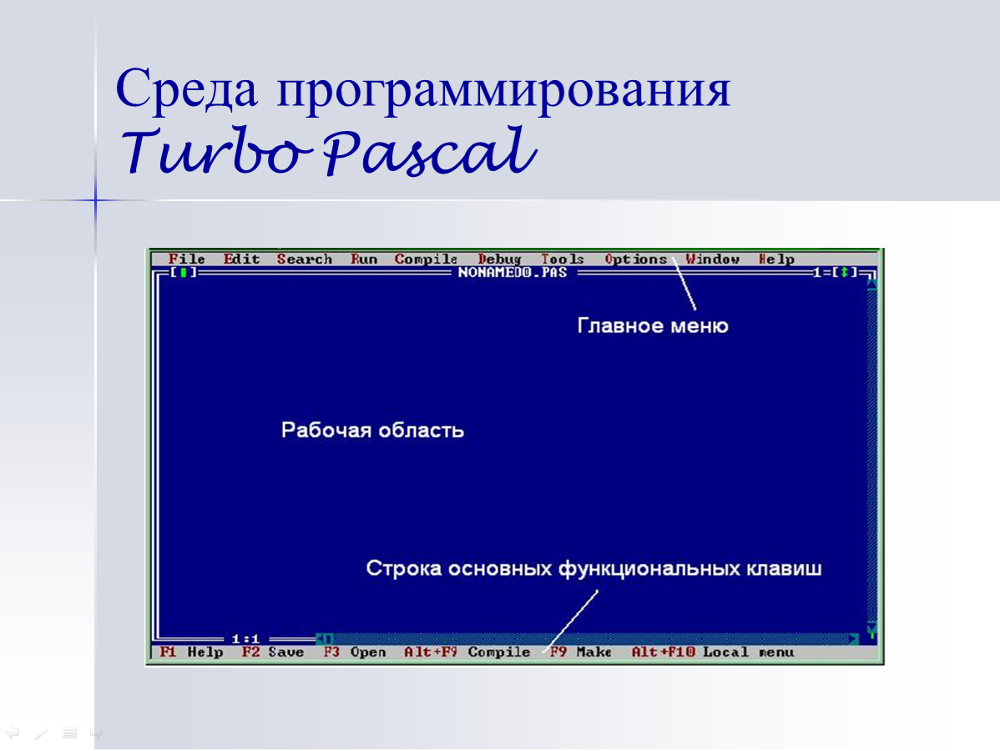 Среда программирования
Turbo Pascal
File Edit Search Run Compile Debug Tools Options Window Help
[▮] NONAME00.PAS 1=[↕]
Главное меню
Рабочая область
Строка основных функциональных клавиш
1:1
F1 Help F2 Save F3 Open Alt+F9 Compile F9 Make Alt+F10 Local menu